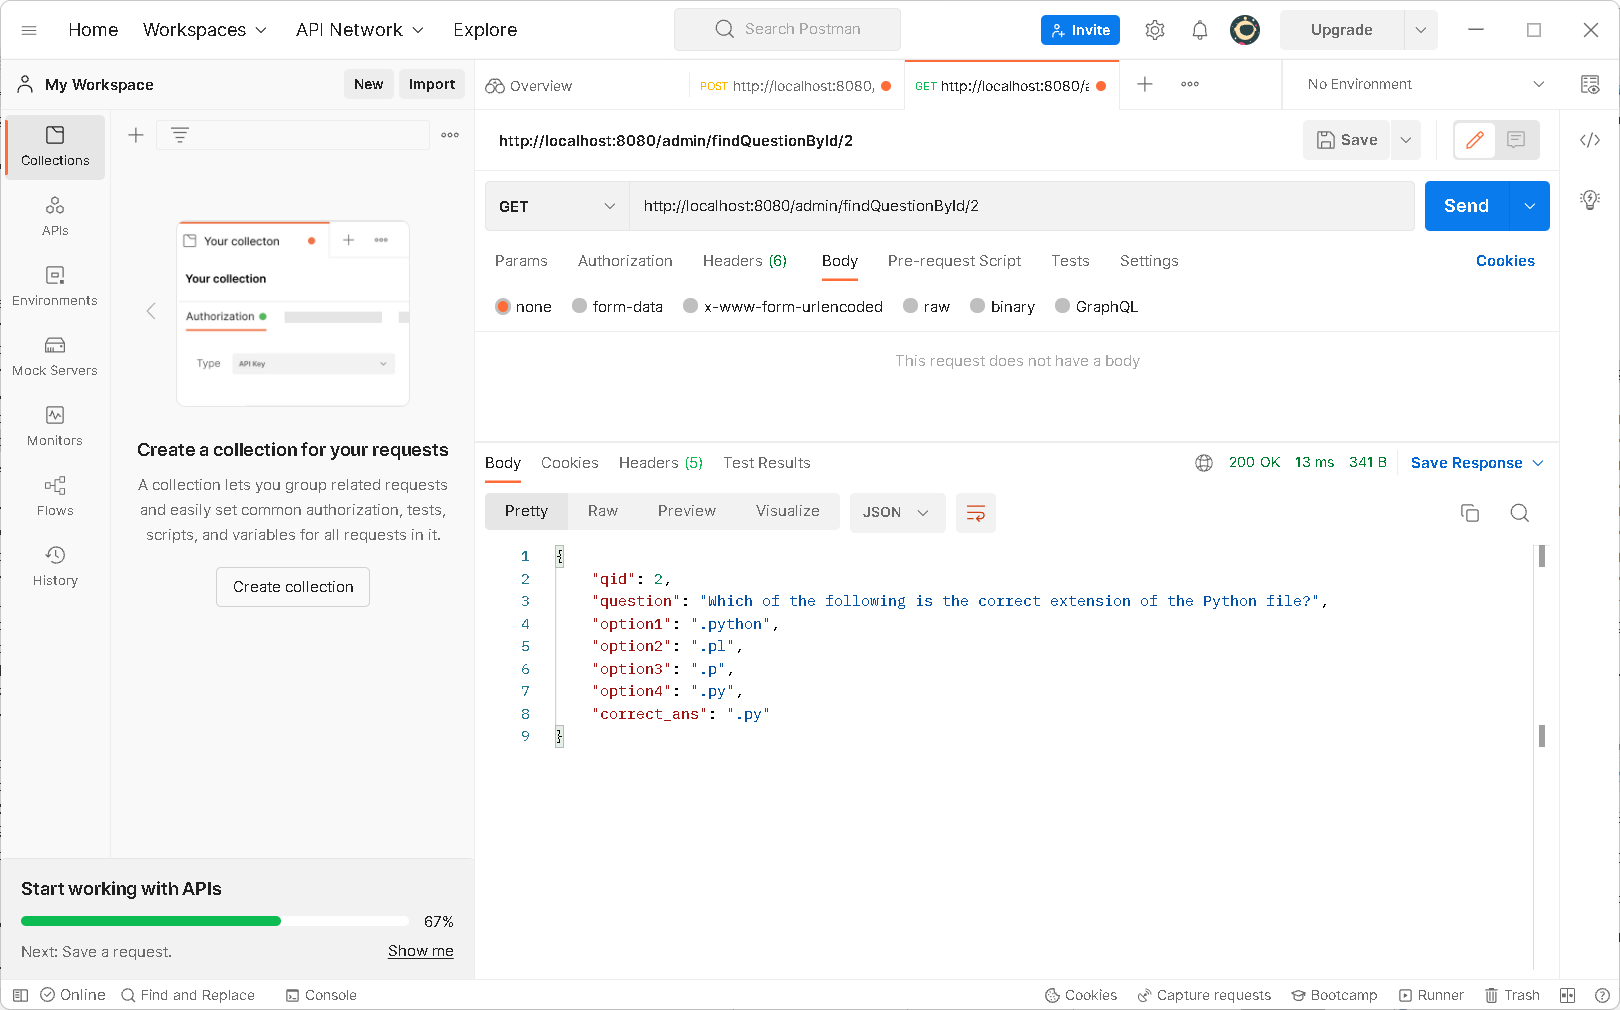 Home Workspaces API Network Explore Search Postman Invite Upgrade
My Workspace New Import Overview POST http://localhost:8080, GET http://localhost:8080/a No Environment
Collections
APIs
Environments
Mock Servers
Monitors
Flows
History
Your collecton
Your collection
Authorization
Type API Key
Create a collection for your requests
A collection lets you group related requests
and easily set common authorization, tests,
scripts, and variables for all requests in it.
Create collection
Start working with APIs
67%
Next: Save a request. Show me
http://localhost:8080/admin/findQuestionById/2 Save
GET http://localhost:8080/admin/findQuestionById/2 Send
Params Authorization Headers (6) Body Pre-request Script Tests Settings Cookies
none form-data x-www-form-urlencoded raw binary GraphQL
This request does not have a body
Body Cookies Headers (5) Test Results 200 OK 13 ms 341 B Save Response
Pretty Raw Preview Visualize JSON
1 {
2 "qid": 2,
3 "question": "Which of the following is the correct extension of the Python file?",
4 "option1": ".python",
5 "option2": ".pl",
6 "option3": ".p",
7 "option4": ".py",
8 "correct_ans": ".py"
9 }
Online Find and Replace Console Cookies Capture requests Bootcamp Runner Trash